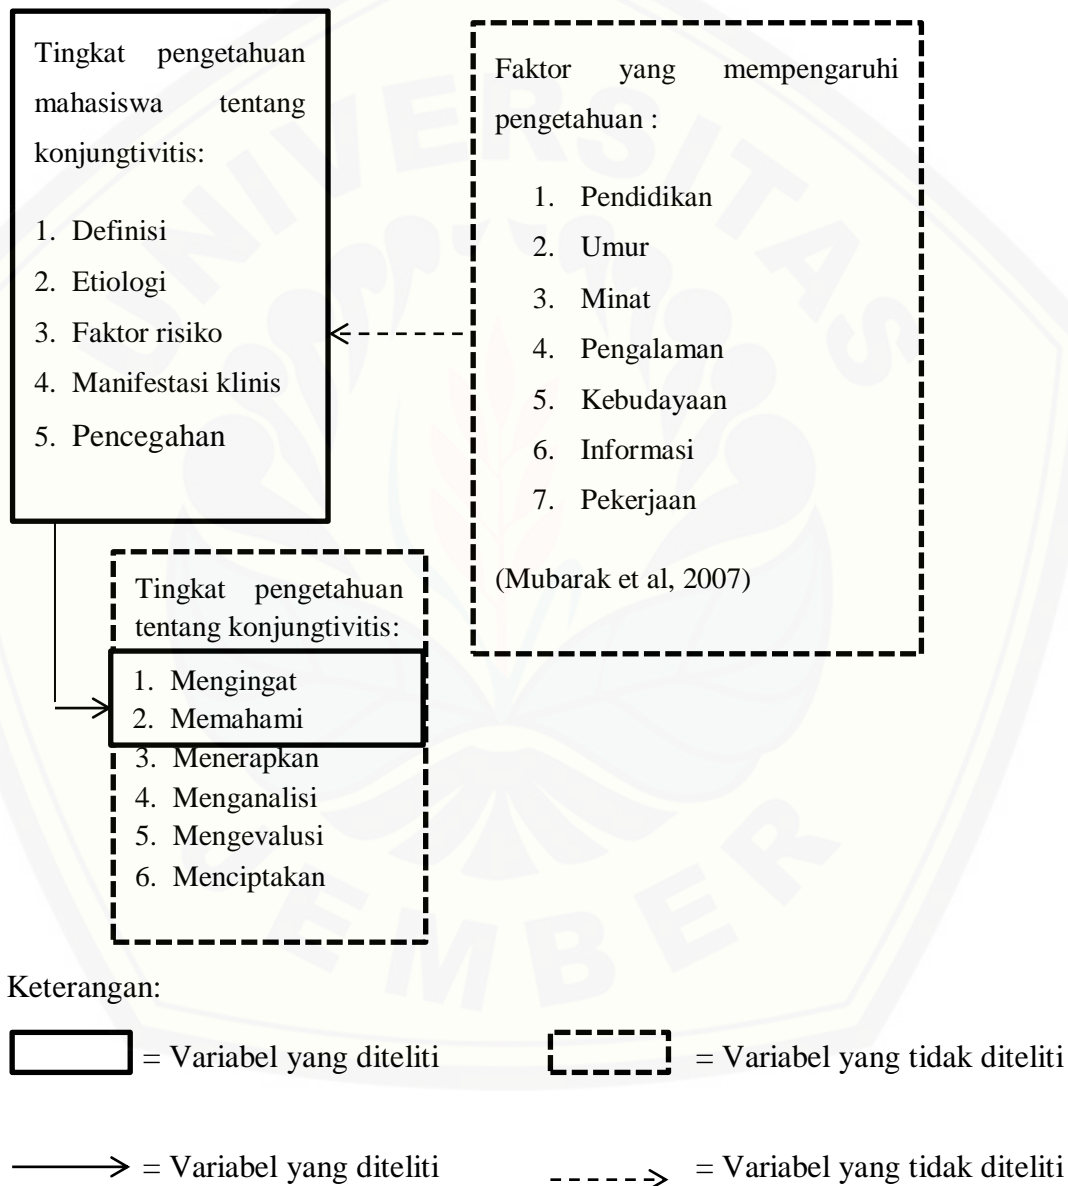 Tingkat pengetahuan
mahasiswa tentang
konjungtivitis:
1. Definisi
2. Etiologi
3. Faktor risiko
4. Manifestasi klinis
5. Pencegahan
Faktor yang mempengaruhi
pengetahuan :
1. Pendidikan
2. Umur
3. Minat
4. Pengalaman
5. Kebudayaan
6. Informasi
7. Pekerjaan
(Mubarak et al, 2007)
Tingkat pengetahuan
tentang konjungtivitis:
1. Mengingat
2. Memahami
3. Menerapkan
4. Menganalisi
5. Mengevalusi
6. Menciptakan
Keterangan:
= Variabel yang diteliti
= Variabel yang tidak diteliti
= Variabel yang diteliti
= Variabel yang tidak diteliti
UNIVERSITAS
JEMBER